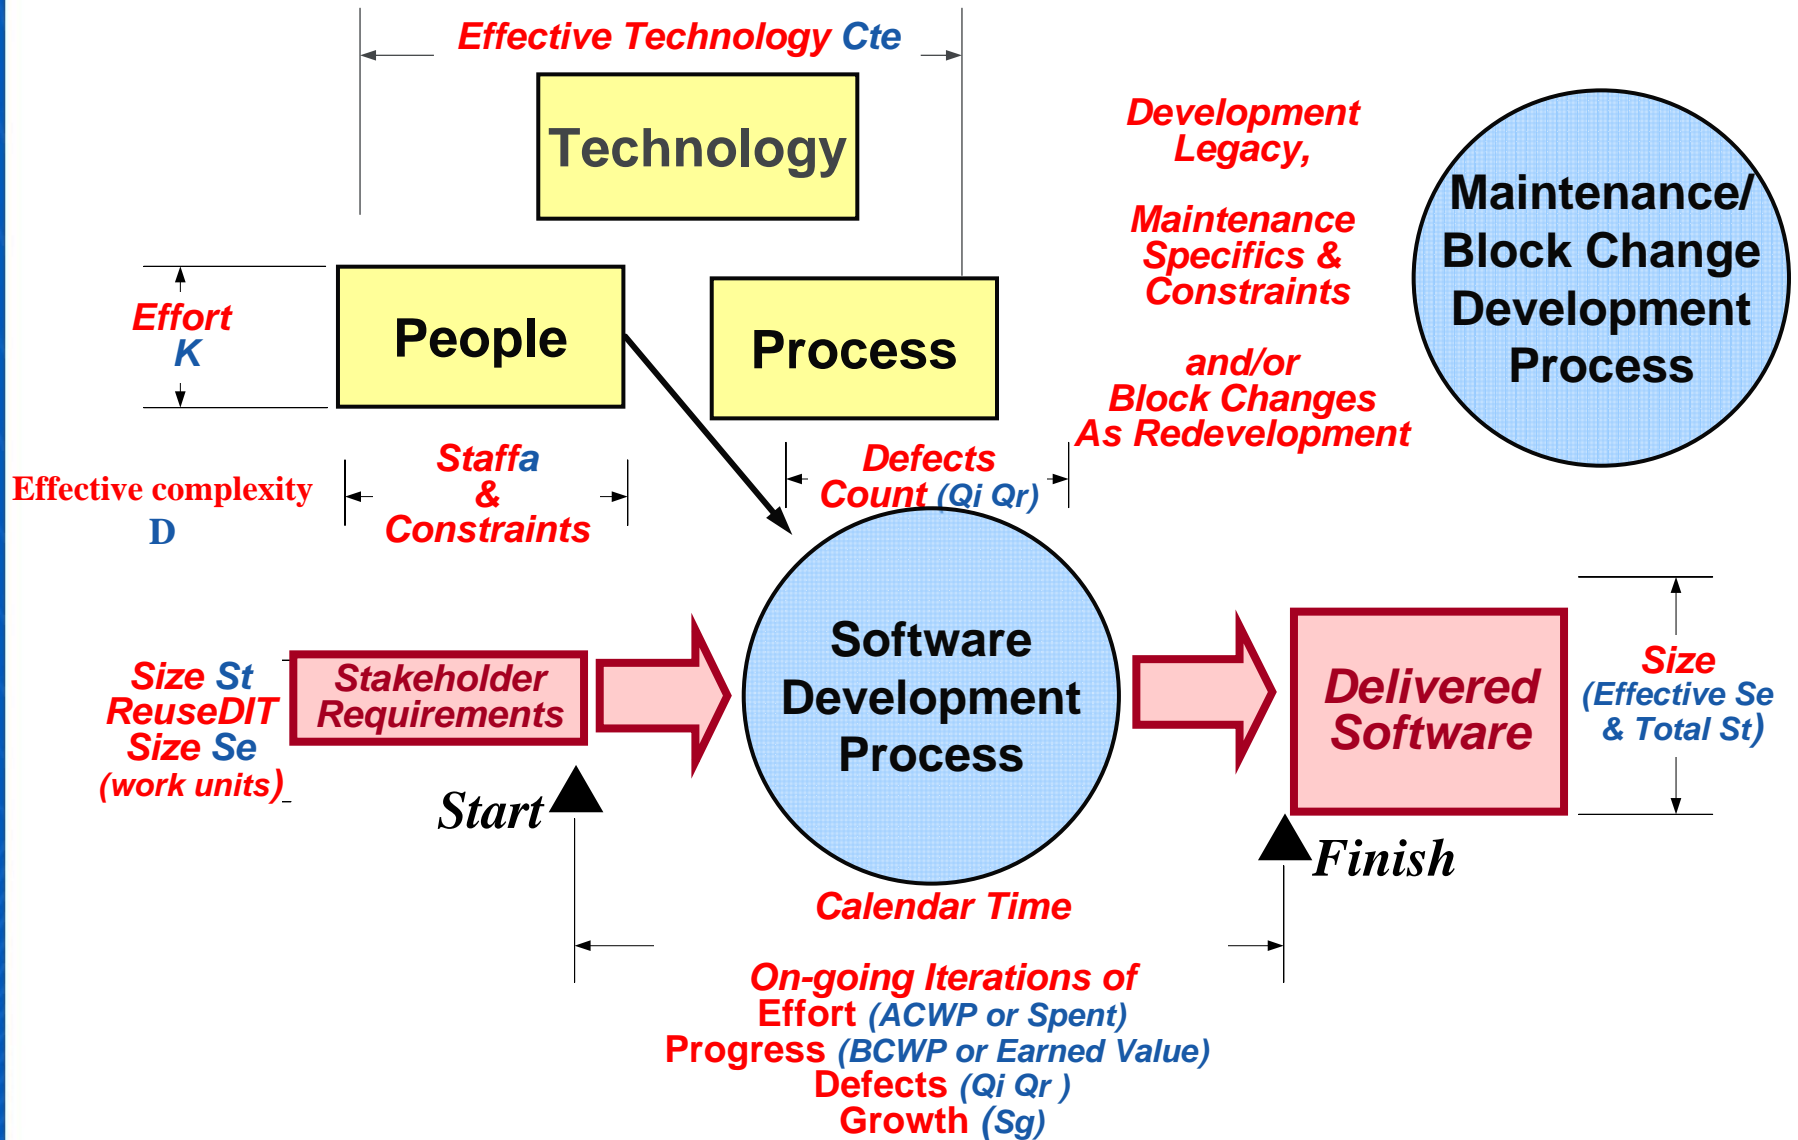 Effective Technology Cte
Technology
People
Process
Effort
K
Staffa
&
Constraints
Effective complexity
D
Defects
Count (Qi Qr)
Development
Legacy,
Maintenance
Specifics &
Constraints
and/or
Block Changes
As Redevelopment
Maintenance/
Block Change
Development
Process
Size St
ReuseDIT
Size Se
(work units)
Stakeholder
Requirements
Software
Development
Process
Delivered
Software
Size
(Effective Se
& Total St)
Start
Finish
Calendar Time
On-going Iterations of
Effort (ACWP or Spent)
Progress (BCWP or Earned Value)
Defects (Qi Qr )
Growth (Sg)